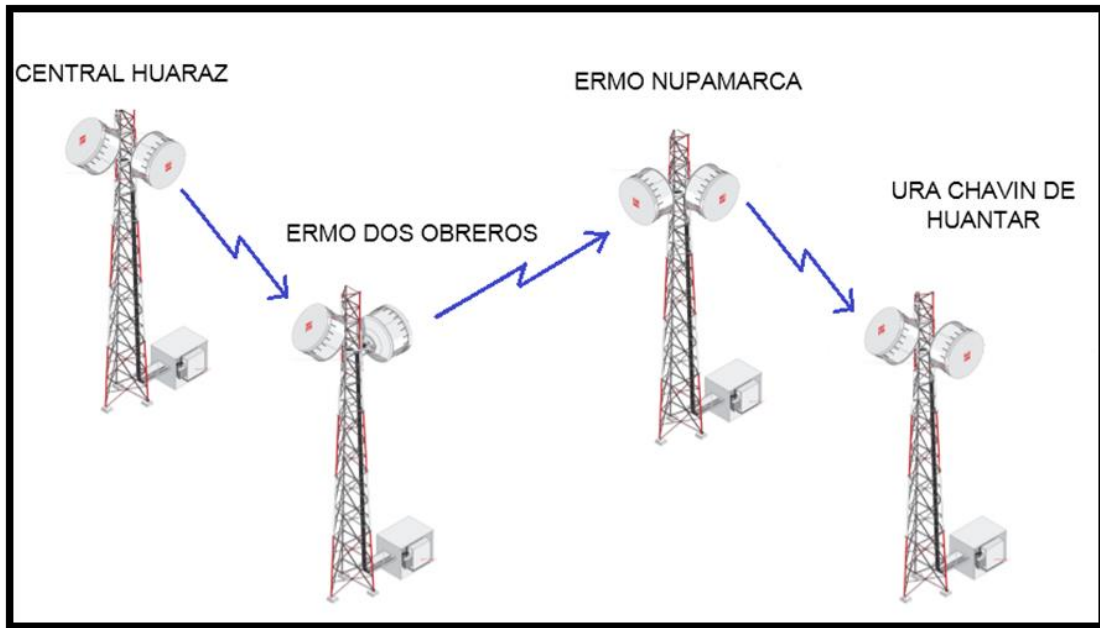 CENTRAL HUARAZ
ERMO DOS OBREROS
ERMO NUPAMARCA
URA CHAVIN DE
HUANTAR